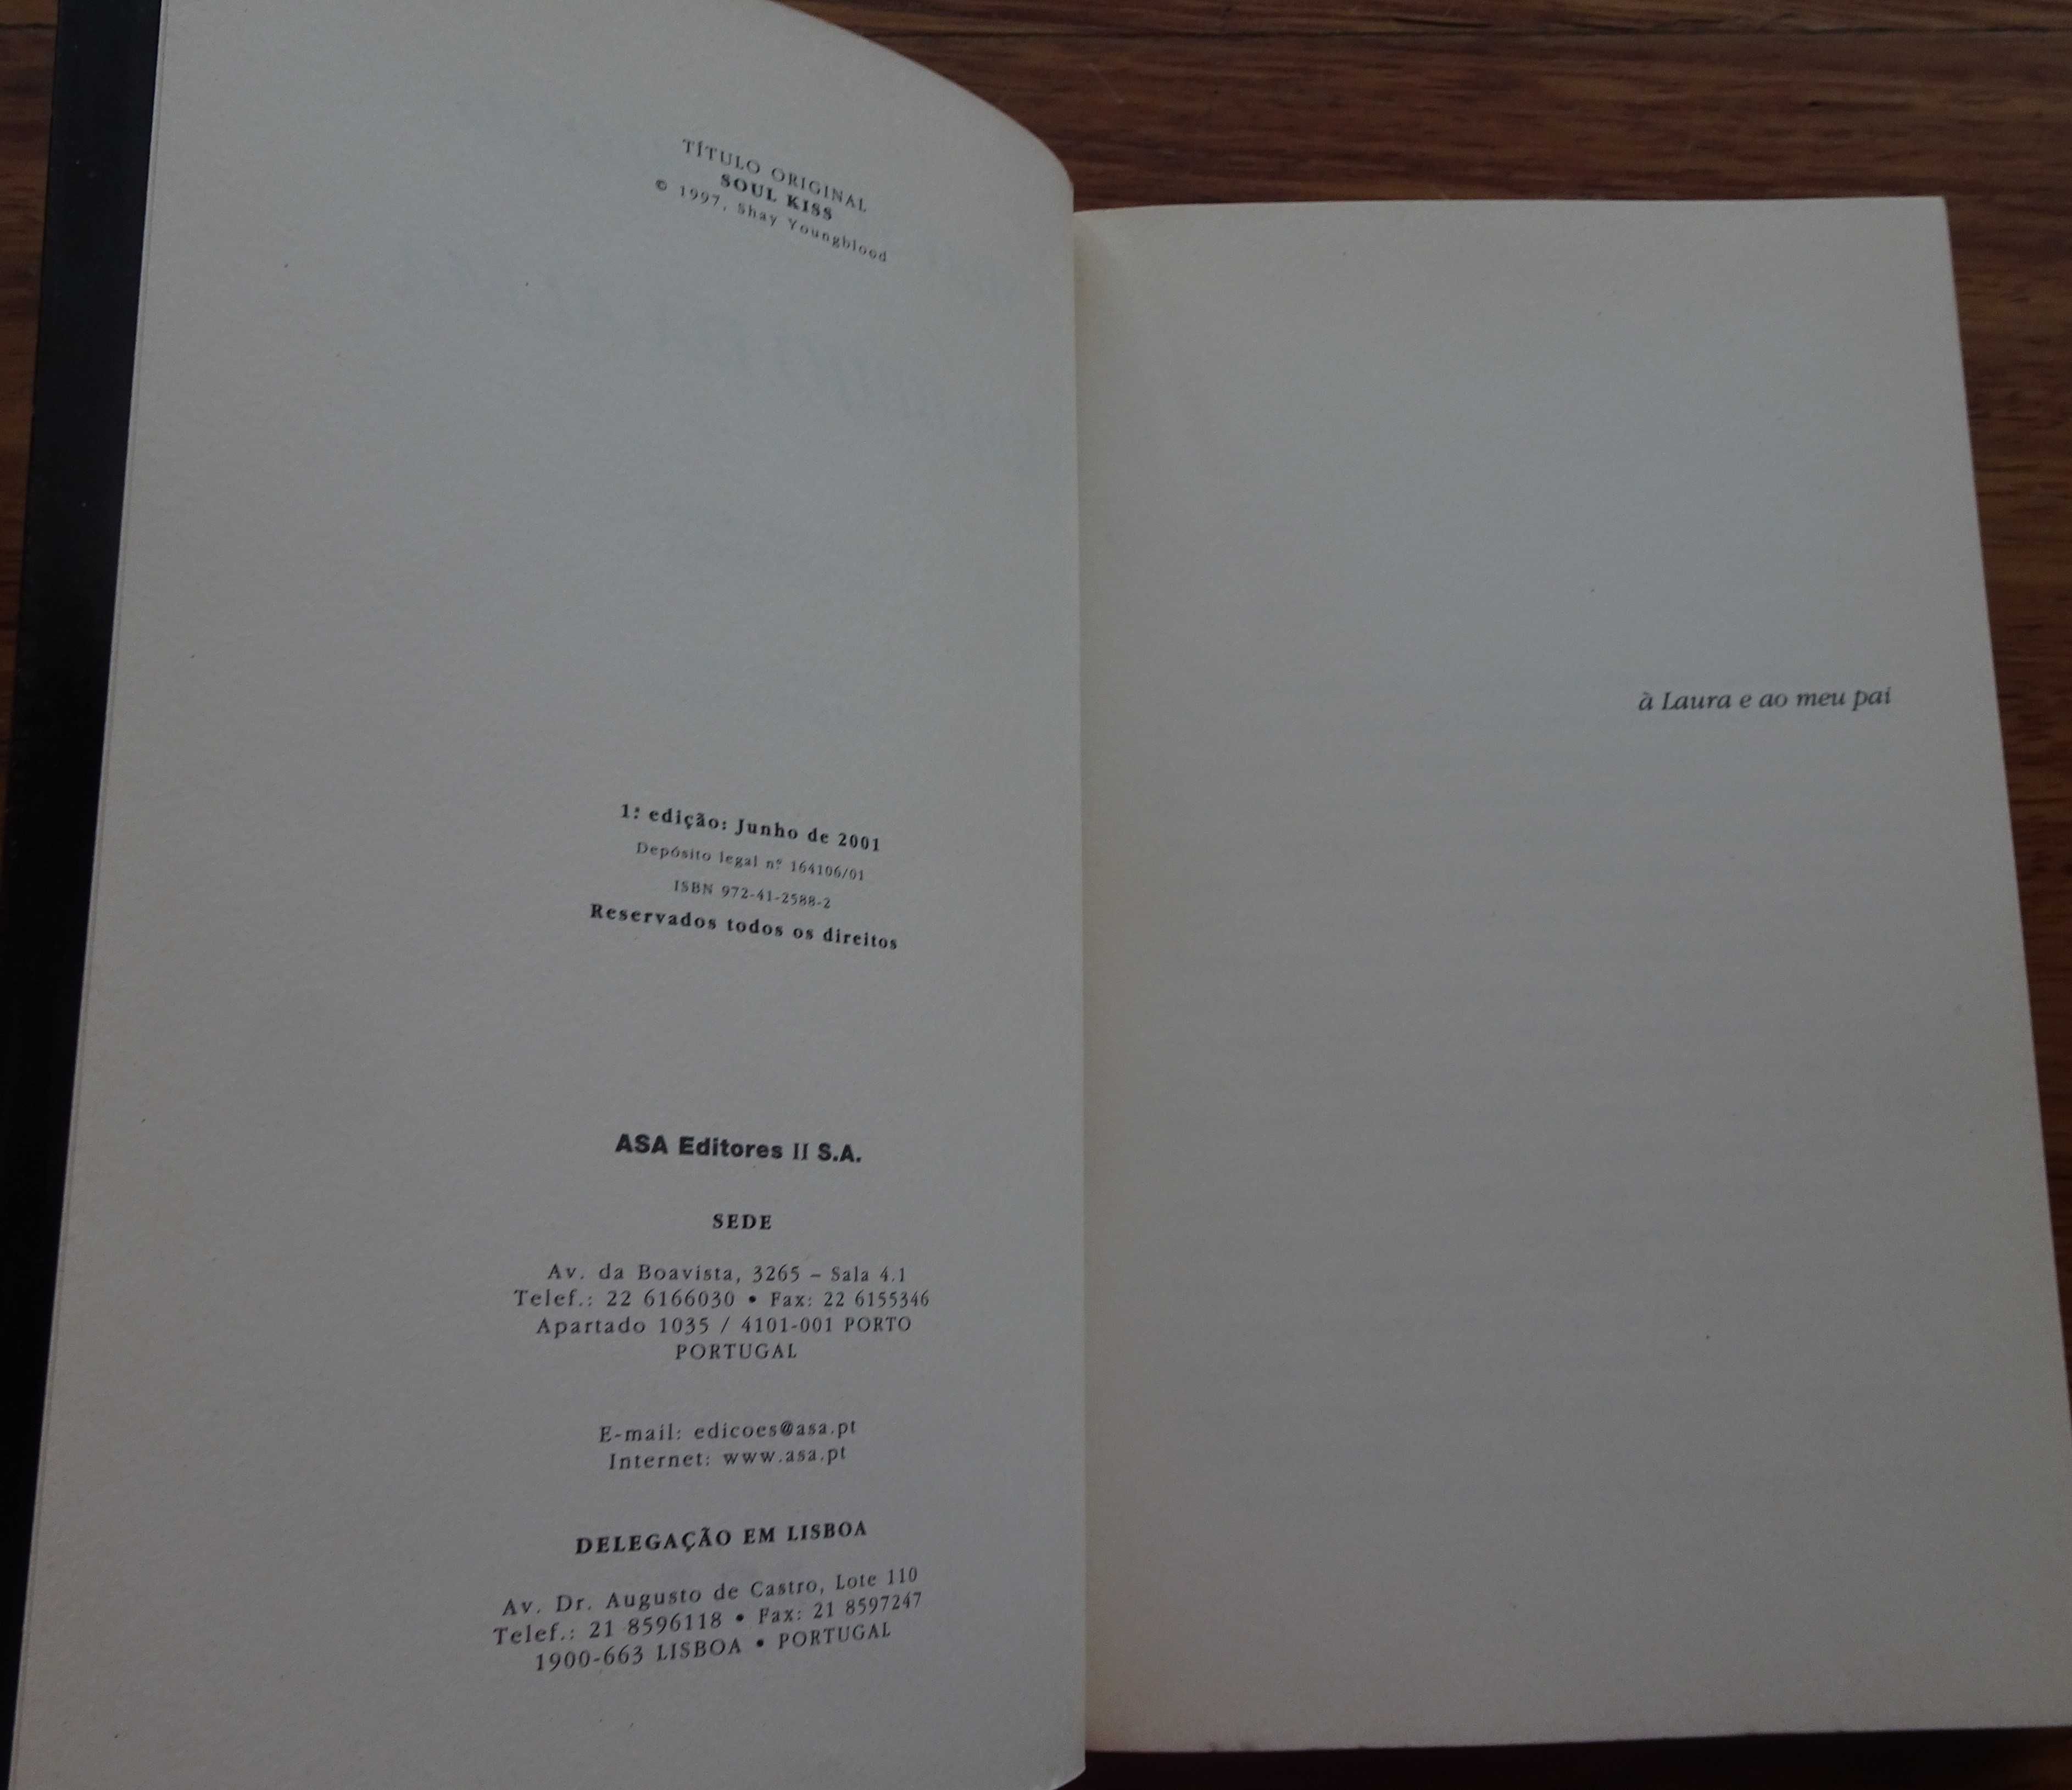 TÍTULO ORIGINAL
SOUL KISS
© 1997, Shay Youngblood
1.ª edição: Junho de 2001
Depósito legal nº 164106/01
ISBN 972-41-2588-2
Reservados todos os direitos
ASA Editores II S.A.
SEDE
Av. da Boavista, 3265 – Sala 4.1
Telef.: 22 6166030 • Fax: 22 6155346
Apartado 1035 / 4101-001 PORTO
PORTUGAL
E-mail: edicoes@asa.pt
Internet: www.asa.pt
DELEGAÇÃO EM LISBOA
Av. Dr. Augusto de Castro, Lote 110
Telef.: 21 8596118 • Fax: 21 8597247
1900-663 LISBOA • PORTUGAL
à Laura e ao meu pai